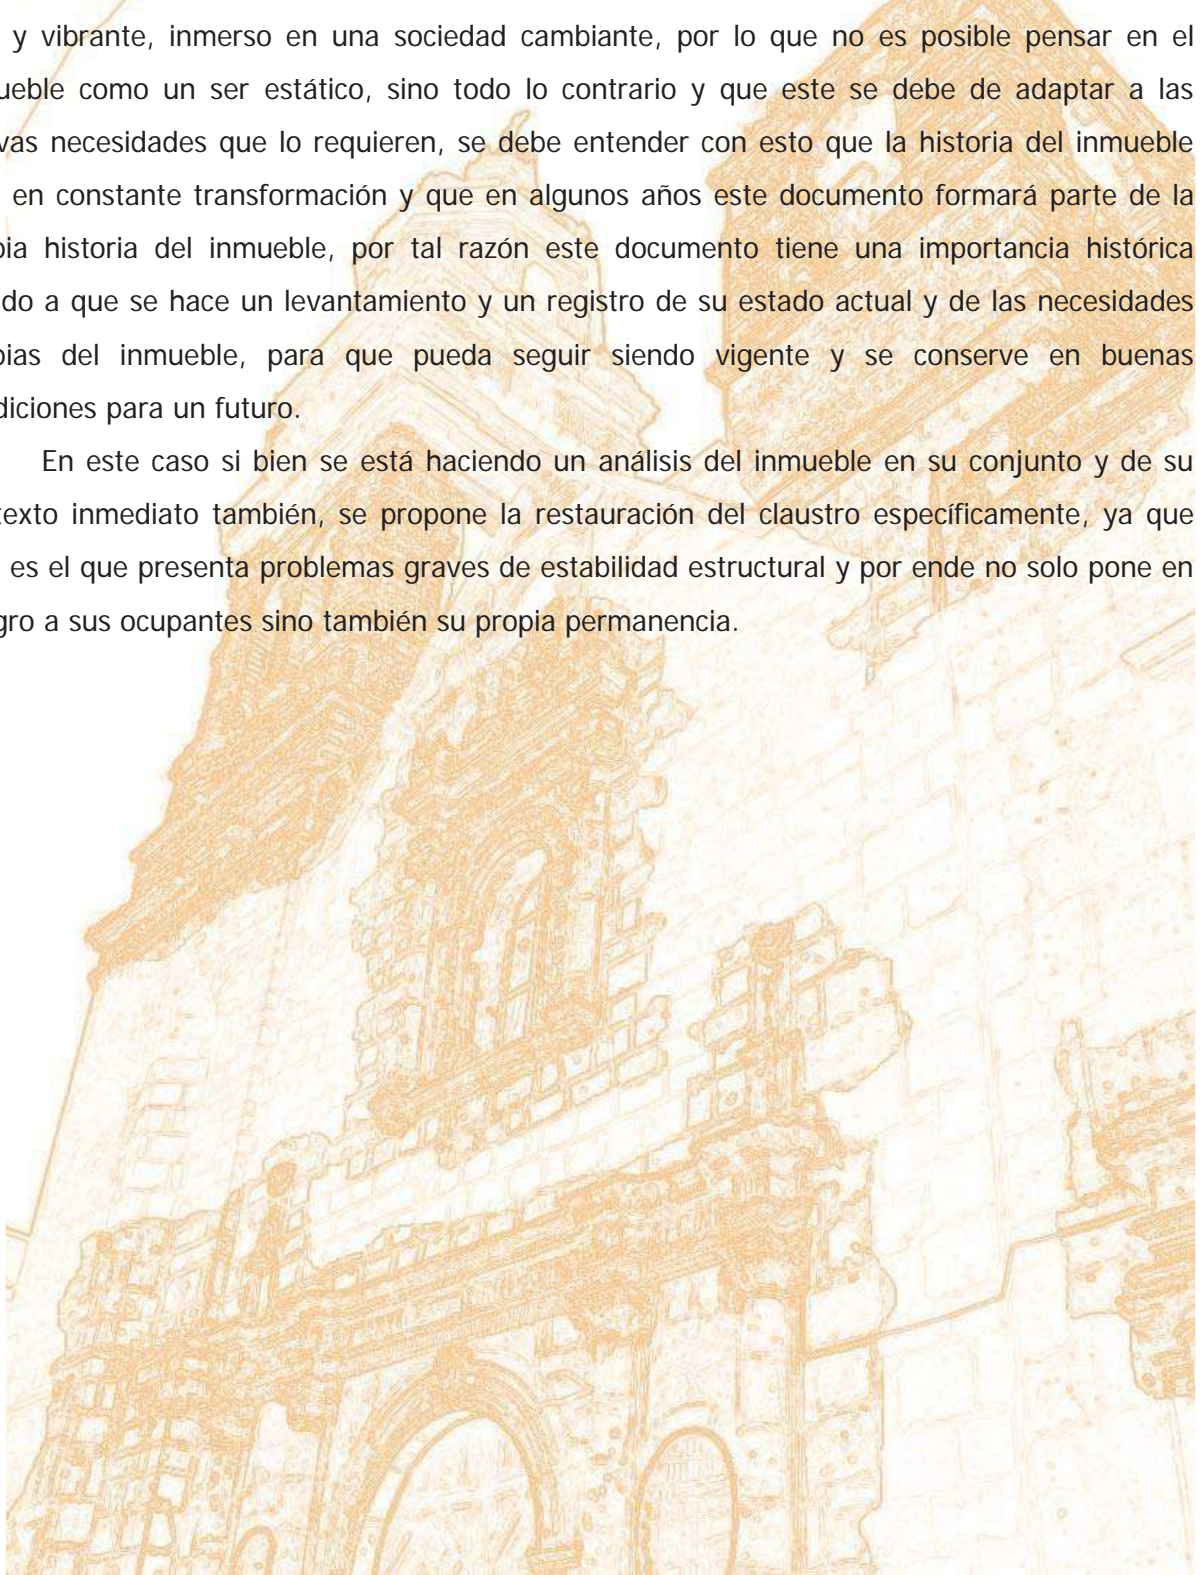 y vibrante, inmerso en una sociedad cambiante, por lo que no es posible pensar en el
ueble como un ser estático, sino todo lo contrario y que este se debe de adaptar a las
vas necesidades que lo requieren, se debe entender con esto que la historia del inmueble
en constante transformación y que en algunos años este documento formará parte de la
pia historia del inmueble, por tal razón este documento tiene una importancia histórica
do a que se hace un levantamiento y un registro de su estado actual y de las necesidades
pias del inmueble, para que pueda seguir siendo vigente y se conserve en buenas
diciones para un futuro.
En este caso si bien se está haciendo un análisis del inmueble en su conjunto y de su
texto inmediato también, se propone la restauración del claustro específicamente, ya que
es el que presenta problemas graves de estabilidad estructural y por ende no solo pone en
gro a sus ocupantes sino también su propia permanencia.